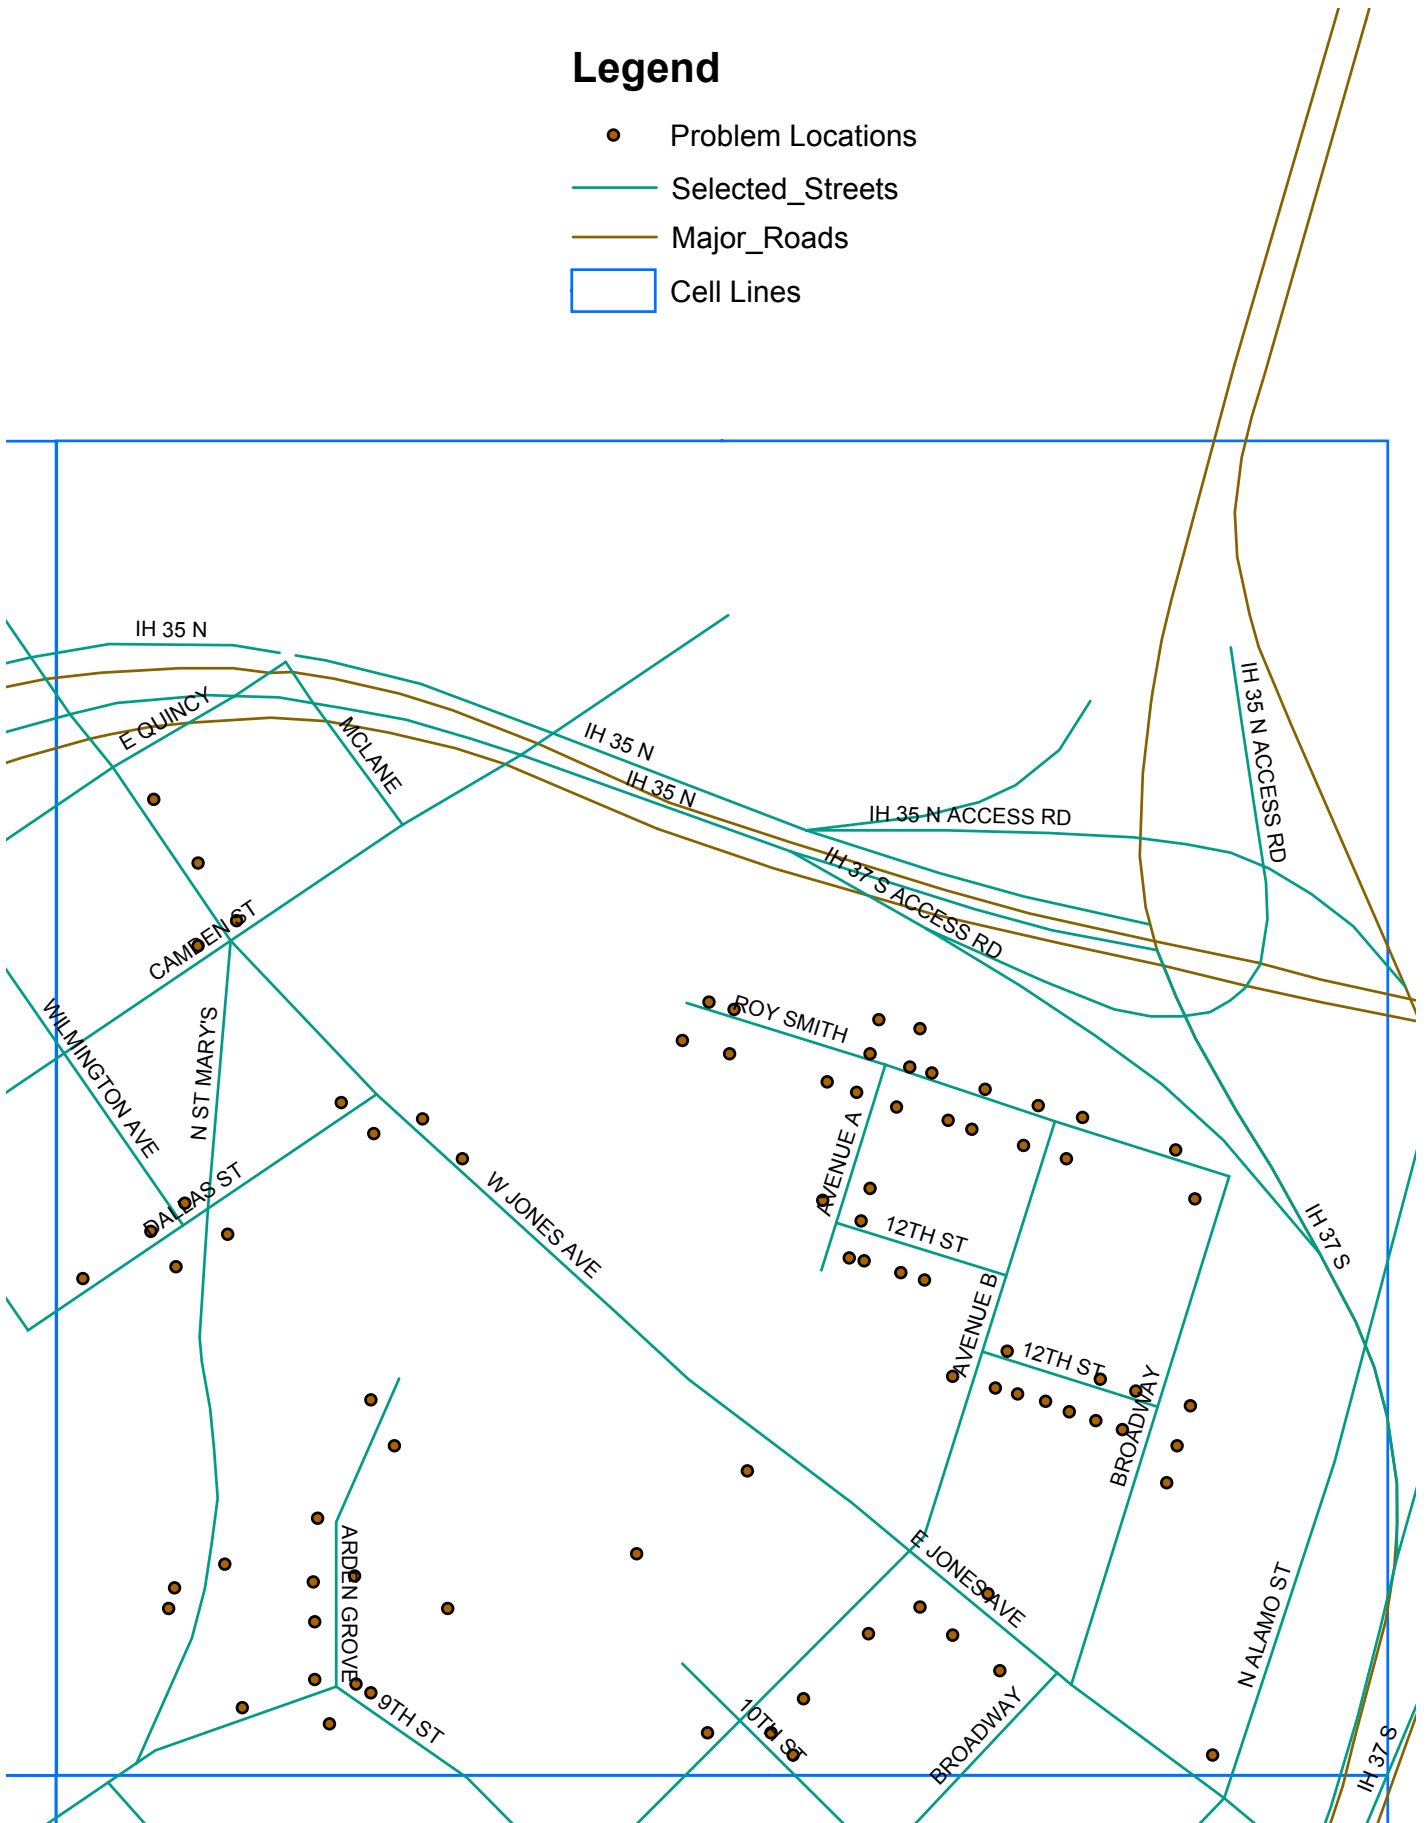 Legend
Problem Locations
Selected_Streets
Major_Roads
Cell Lines
IH 35 N
E QUINCY
MCLANE
IH 35 N
IH 35 N
IH 35 N ACCESS RD
IH 35 N ACCESS RD
IH 37 S ACCESS RD
CAMDEN ST
WILMINGTON AVE
N ST MARY'S
ROY SMITH
AVENUE A
DALLAS ST
W JONES AVE
12TH ST
IH 37 S
AVENUE B
12TH ST
BROADWAY
ARDEN GROVE
E JONES AVE
N ALAMO ST
9TH ST
10TH ST
BROADWAY
IH 37 S